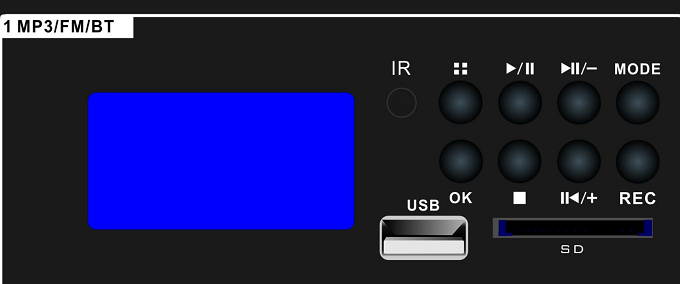 1 MP3/FM/BT
IR
▶/II
▶II/−
MODE
OK
■
II◀/+
REC
USB
SD